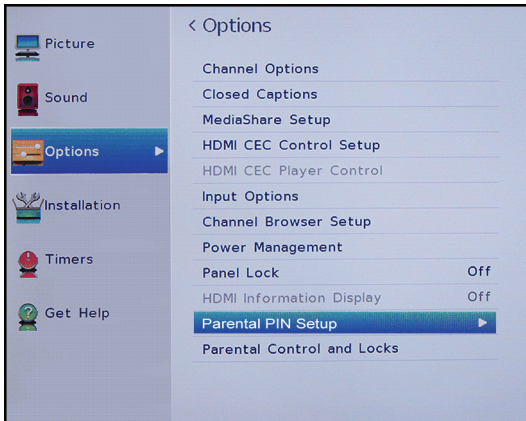 Picture
Sound
Options
Installation
Timers
Get Help
< Options
Channel Options
Closed Captions
MediaShare Setup
HDMI CEC Control Setup
HDMI CEC Player Control
Input Options
Channel Browser Setup
Power Management
Panel Lock Off
HDMI Information Display Off
Parental PIN Setup
Parental Control and Locks